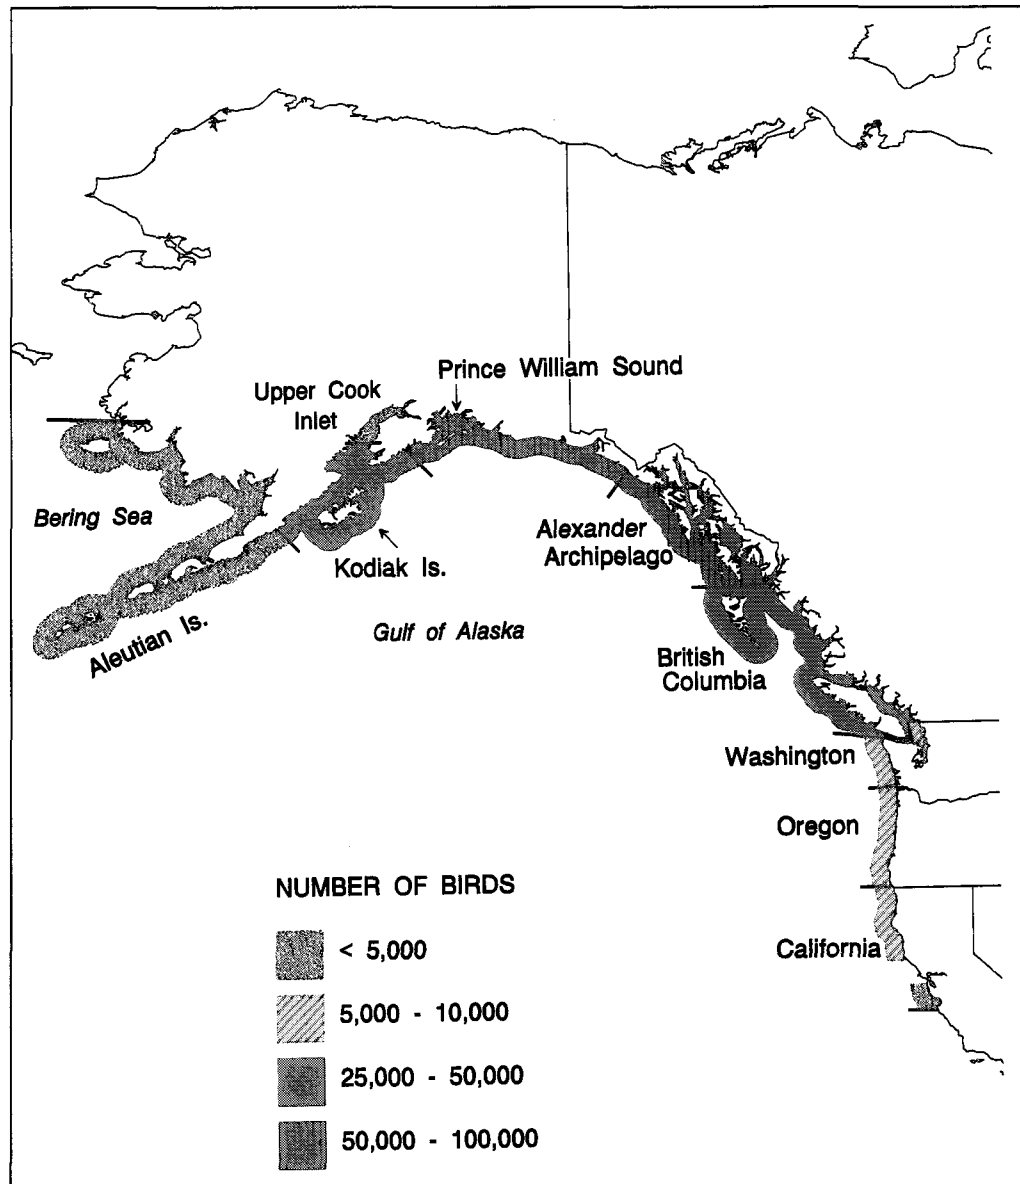 Prince William Sound
Upper Cook
Inlet
Bering Sea
Alexander
Archipelago
Kodiak Is.
Aleutian Is.
Gulf of Alaska
British
Columbia
Washington
Oregon
NUMBER OF BIRDS
California
< 5,000
5,000 - 10,000
25,000 - 50,000
50,000 - 100,000